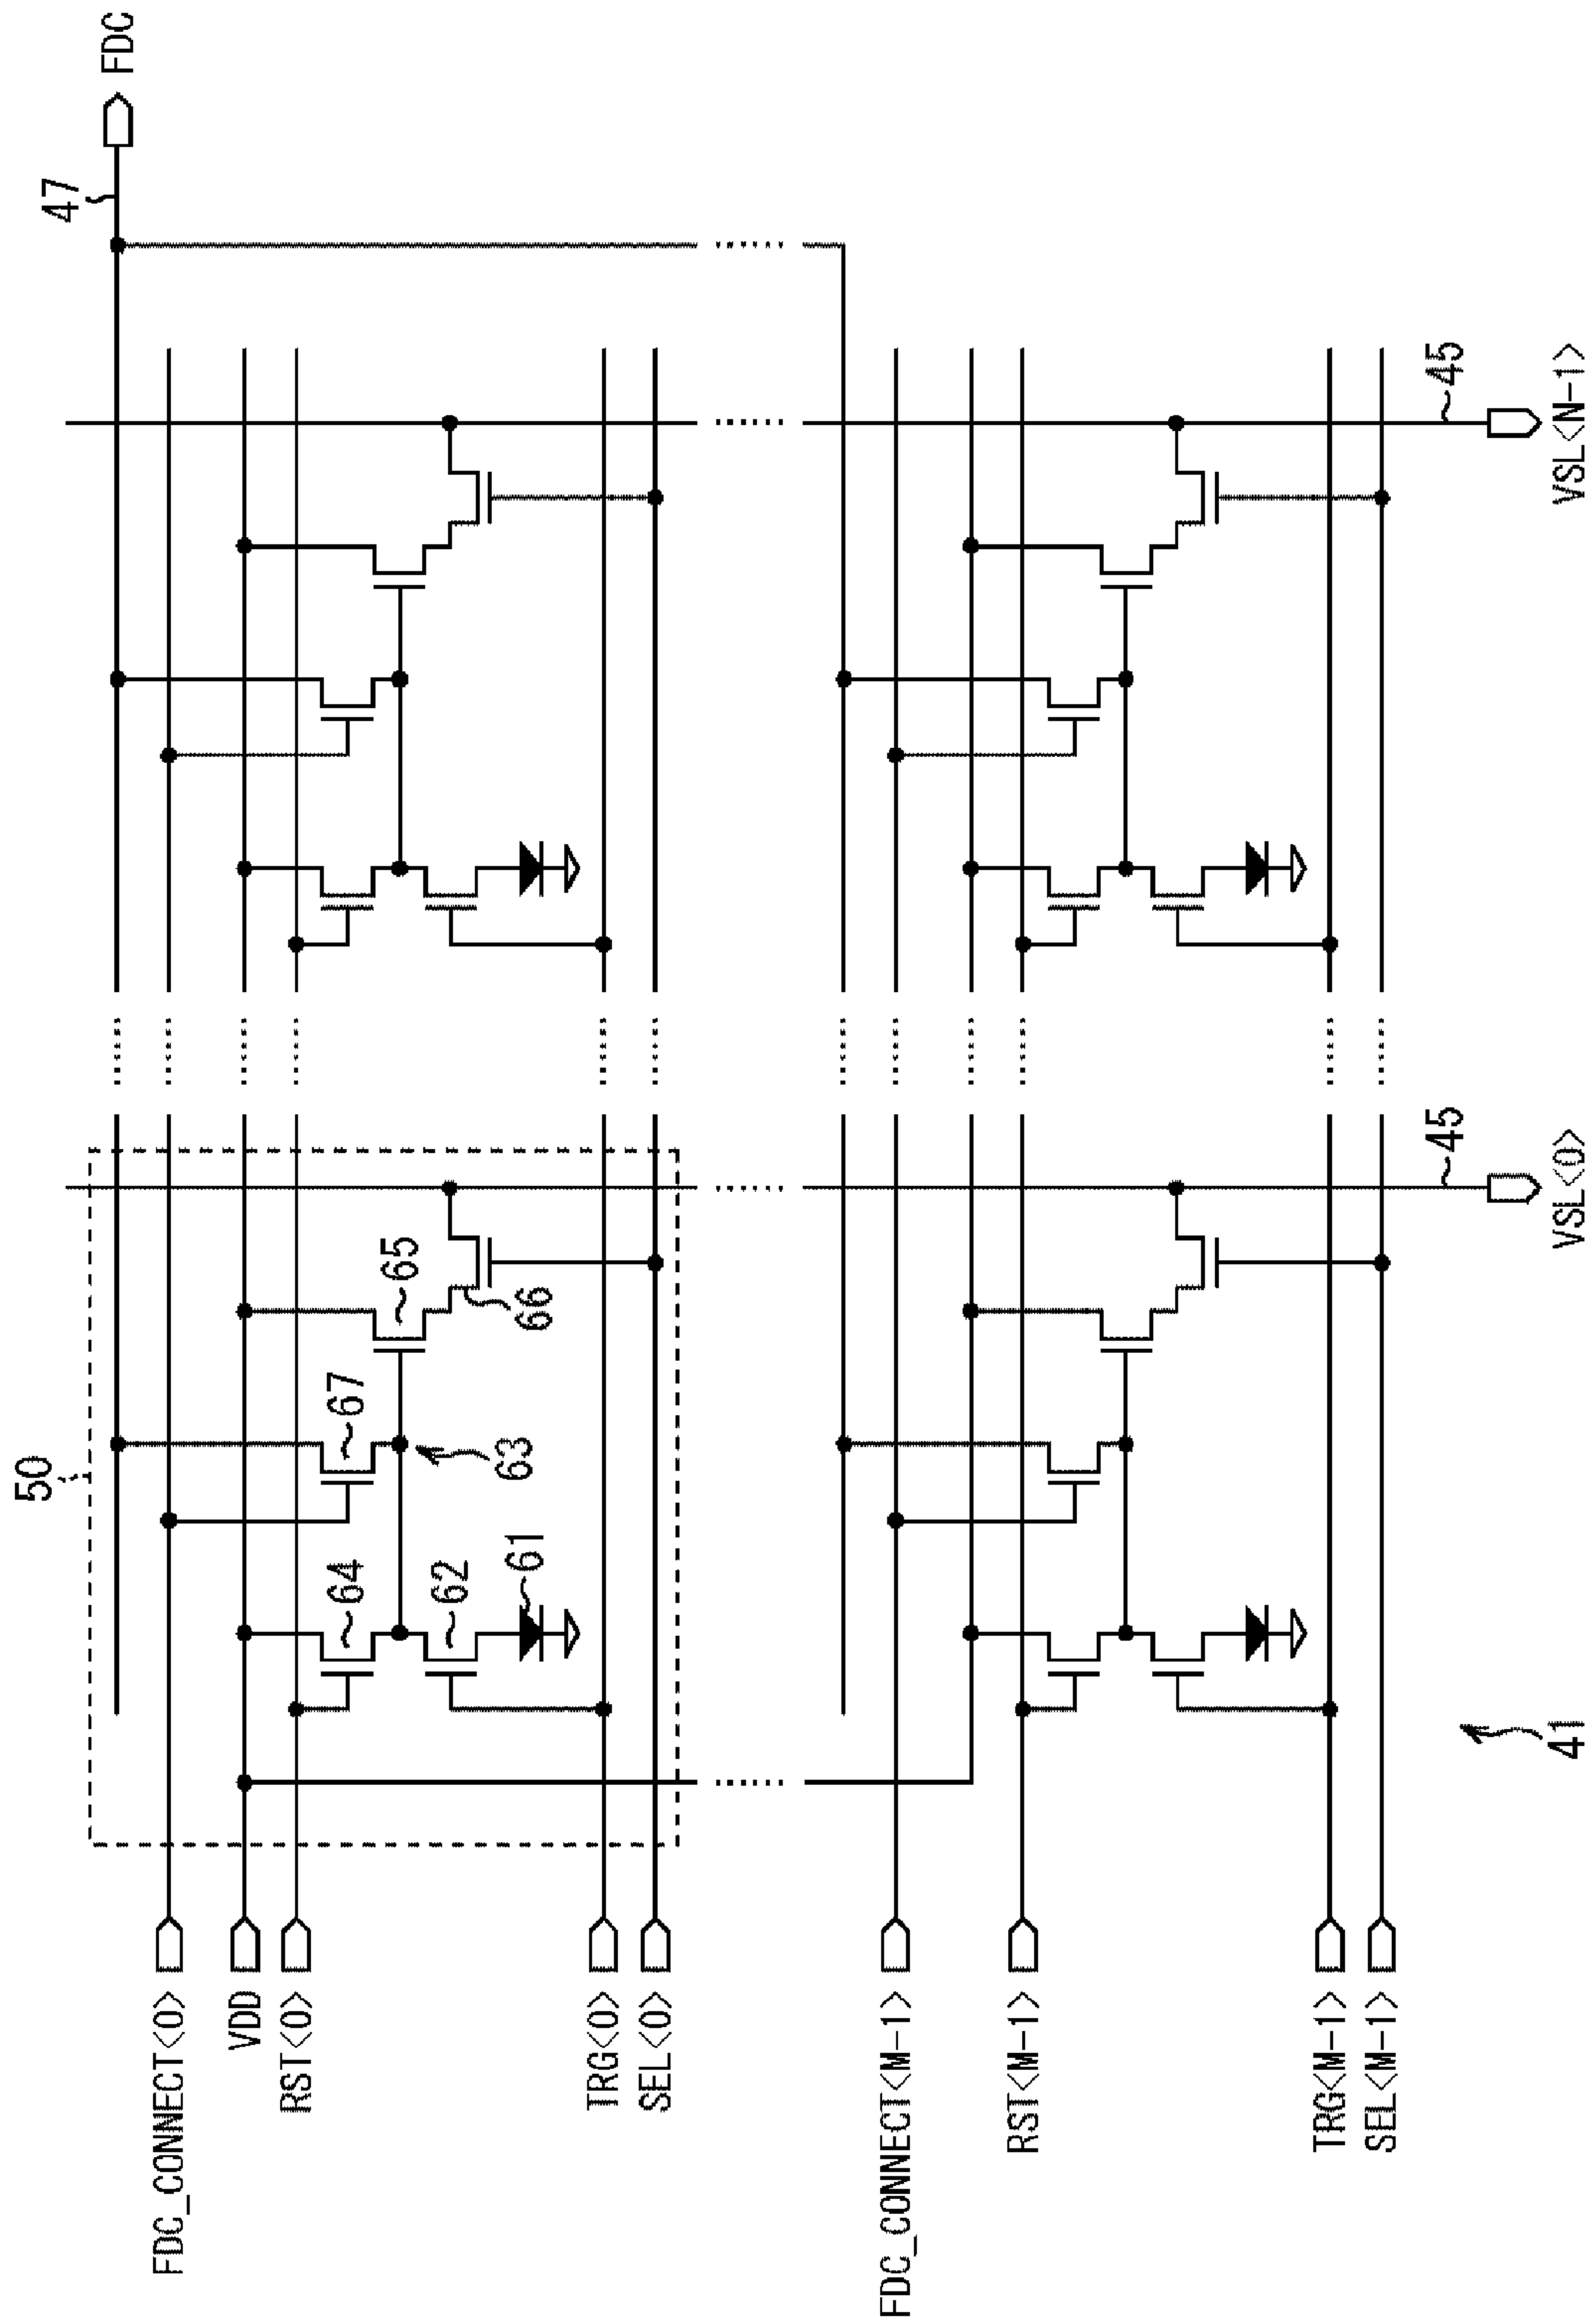 50
47
FDC
FDC_CONNECT<0>
VDD
RST<0>
64
67
65
62
63
66
61
TRG<0>
SEL<0>
FDC_CONNECT<M-1>
RST<M-1>
TRG<M-1>
SEL<M-1>
45
45
41
VSL<0>
VSL<N-1>